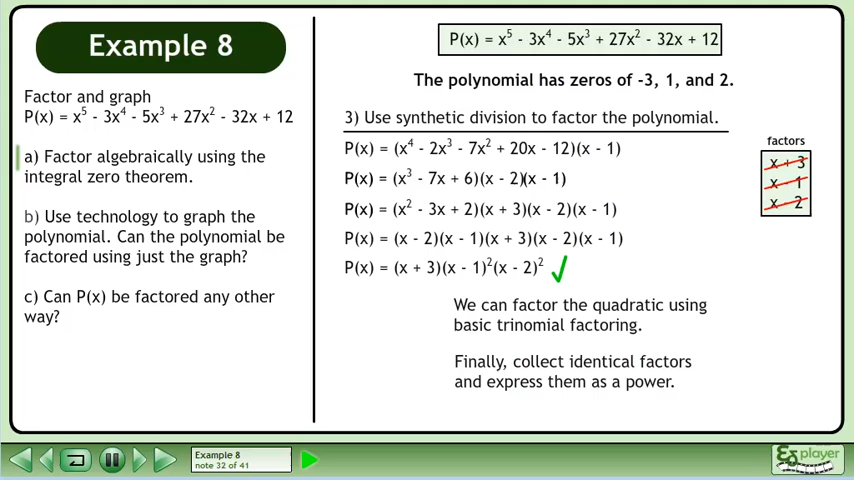 Example 8
Factor and graph
P(x) = x⁵ - 3x⁴ - 5x³ + 27x² - 32x + 12
a) Factor algebraically using the
integral zero theorem.
b) Use technology to graph the
polynomial. Can the polynomial be
factored using just the graph?
c) Can P(x) be factored any other
way?
P(x) = x⁵ - 3x⁴ - 5x³ + 27x² - 32x + 12
The polynomial has zeros of -3, 1, and 2.
3) Use synthetic division to factor the polynomial.
P(x) = (x⁴ - 2x³ - 7x² + 20x - 12)(x - 1)
P(x) = (x³ - 7x + 6)(x - 2)(x - 1)
P(x) = (x² - 3x + 2)(x + 3)(x - 2)(x - 1)
P(x) = (x - 2)(x - 1)(x + 3)(x - 2)(x - 1)
P(x) = (x + 3)(x - 1)²(x - 2)²
factors
x + 3
x - 1
x - 2
We can factor the quadratic using
basic trinomial factoring.
Finally, collect identical factors
and express them as a power.
Example 8
note 32 of 41
player